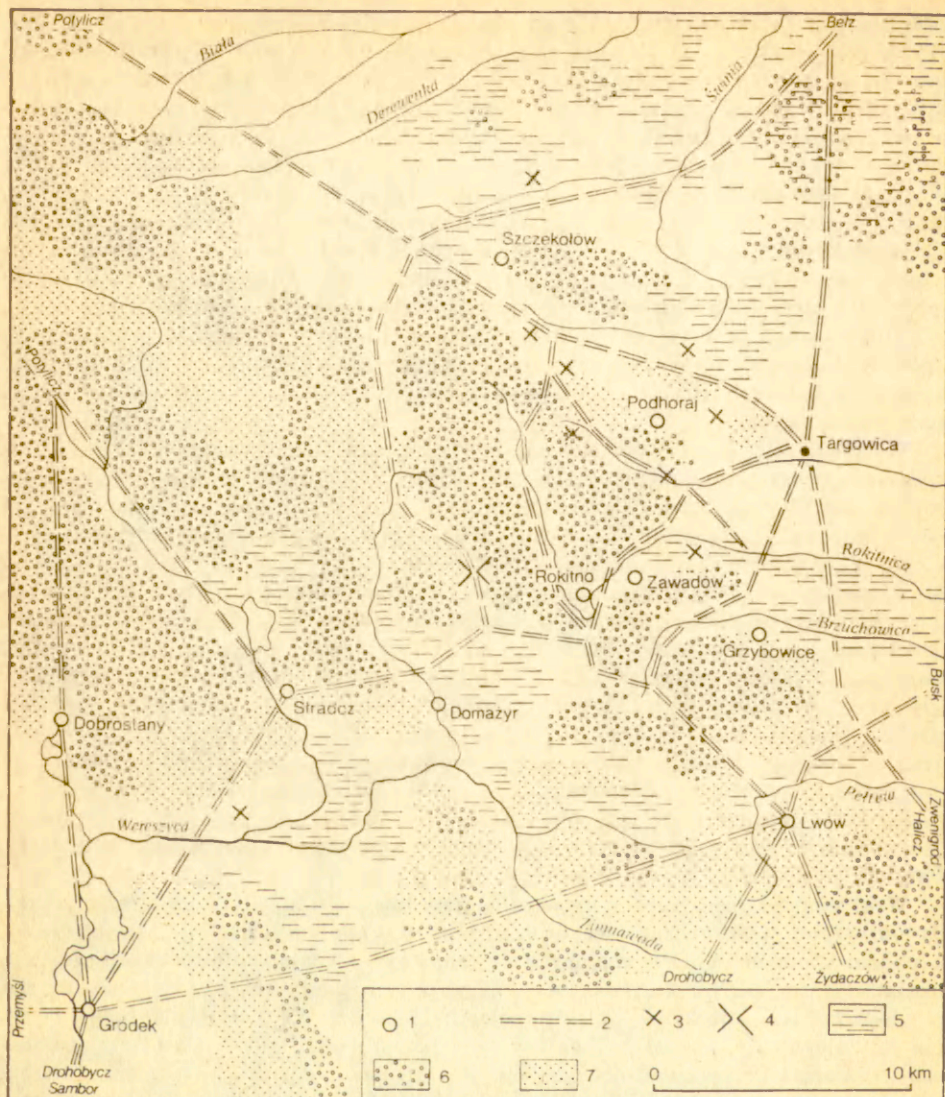 Potylicz
Bełz
Biała
Derewenka
Świnia
Szczekołów
Potylicz
Podhoraj
Targowica
Rokitnica
Rokitno
Zawadów
Brzuchowica
Grzybowice
Busk
Stradcz
Domażyr
Dobrostany
Pełtew
Wereszyca
Lwów
Zwenigród
Halicz
Zimnawoda
Drohobycz
Żydaczów
Przemyśl
Gródek
Drohobycz
Sambor
1 2 3 4 5
6 7 0 10 km